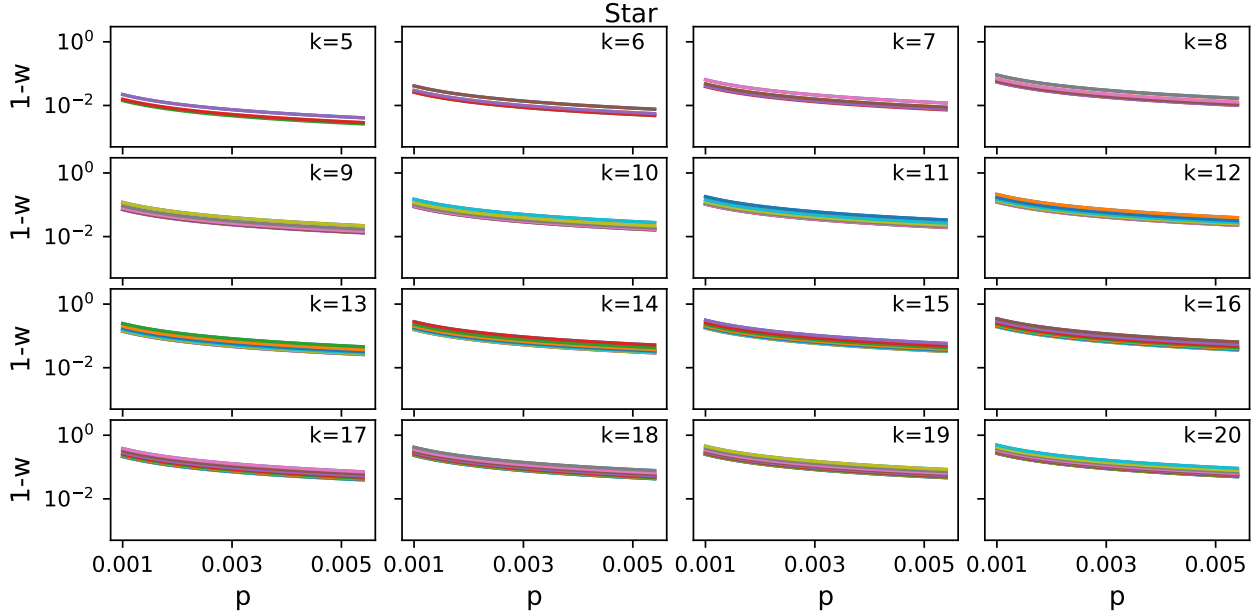 Star
1-w
10^0
10^{-2}
k=5
k=6
k=7
k=8
1-w
10^0
10^{-2}
k=9
k=10
k=11
k=12
1-w
10^0
10^{-2}
k=13
k=14
k=15
k=16
1-w
10^0
10^{-2}
k=17
k=18
k=19
k=20
0.001 0.003 0.005 0.001 0.003 0.005 0.001 0.003 0.005 0.001 0.003 0.005
p p p p